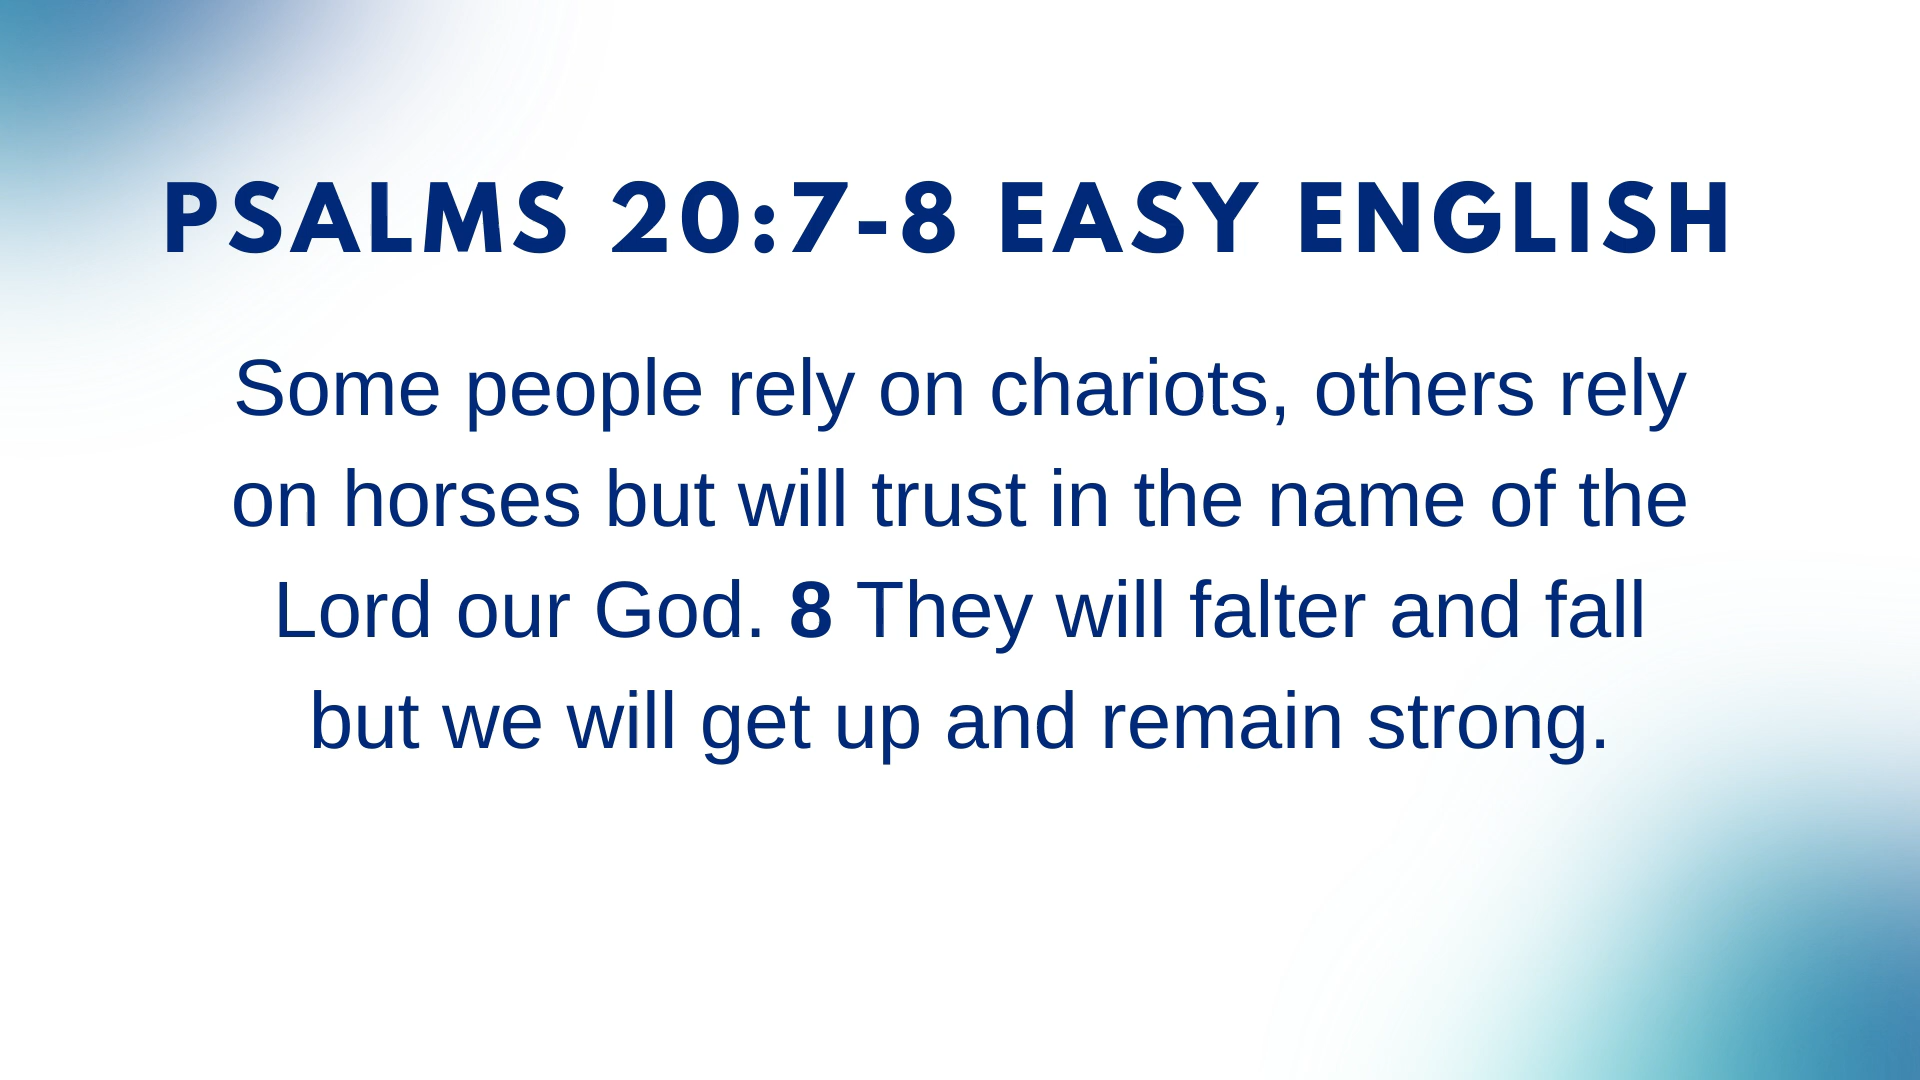 PSALMS 20:7-8 EASY ENGLISH
Some people rely on chariots, others rely
on horses but will trust in the name of the
Lord our God. 8 They will falter and fall
but we will get up and remain strong.